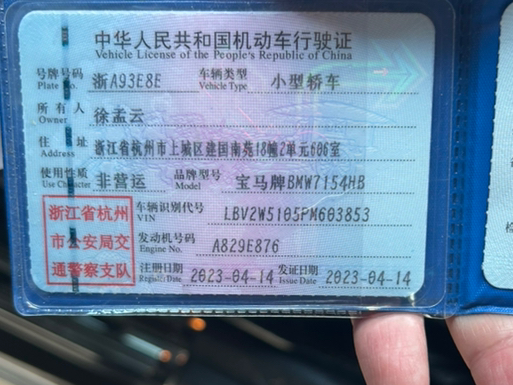 中华人民共和国机动车行驶证
Vehicle License of the People's Republic of China
号牌号码 浙A93E8E 车辆类型 小型轿车
Plate No. Vehicle Type
所有人 徐孟云
Owner
住址 浙江省杭州市上城区建国南苑18幢2单元606室
Address
使用性质 非营运 品牌型号 宝马牌BMW7154HB
Use Character Model
浙江省杭州
市公安局交
通警察支队
车辆识别代号 LBV2W5105PM603853
VIN
发动机号码 A829E876
Engine No.
注册日期 2023-04-14 发证日期 2023-04-14
Register Date Issue Date